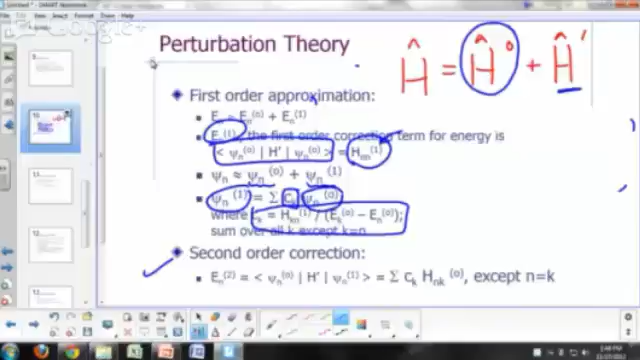 Perturbation Theory
Ĥ = Ĥ⁰ + Ĥ′
First order approximation:
Eₙ ≈ Eₙ⁽⁰⁾ + Eₙ⁽¹⁾
Eₙ⁽¹⁾, the first order correction term for energy is
< ψₙ⁽⁰⁾ | H′ | ψₙ⁽⁰⁾ > = Hₙₙ⁽¹⁾
ψₙ ≈ ψₙ⁽⁰⁾ + ψₙ⁽¹⁾
ψₙ⁽¹⁾ = Σ cₖ ψₙ⁽⁰⁾
where cₖ = Hₖₙ⁽¹⁾ / (Eₖ⁽⁰⁾ − Eₙ⁽⁰⁾);
sum over all k except k=n
Second order correction:
Eₙ⁽²⁾ = < ψₙ⁽⁰⁾ | H′ | ψₙ⁽¹⁾ > = Σ cₖ Hₙₖ⁽⁰⁾, except n=k